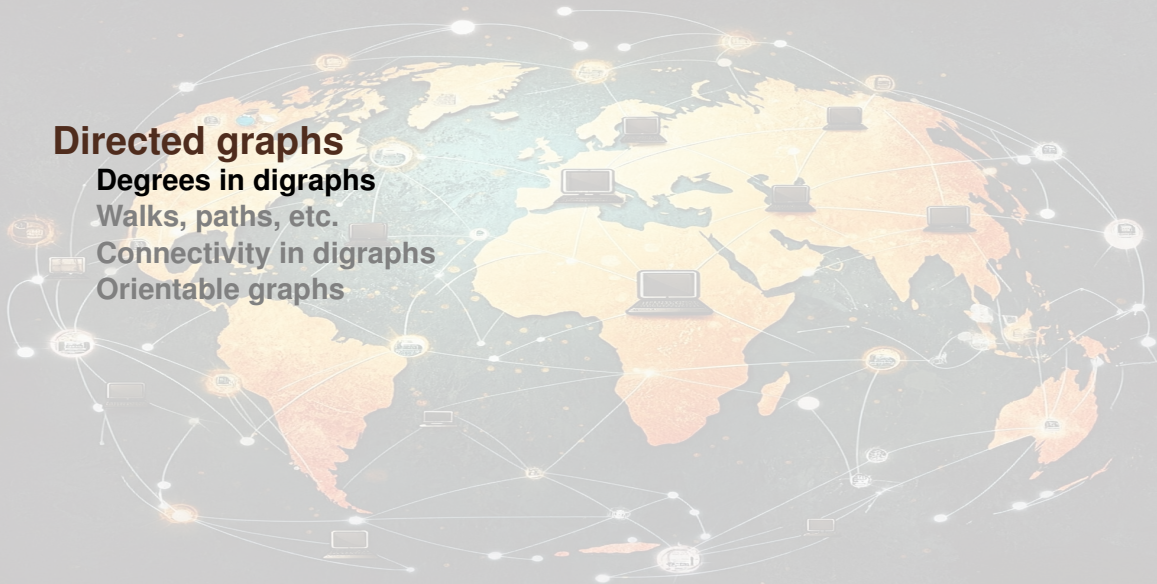 Directed graphs
Degrees in digraphs
Walks, paths, etc.
Connectivity in digraphs
Orientable graphs